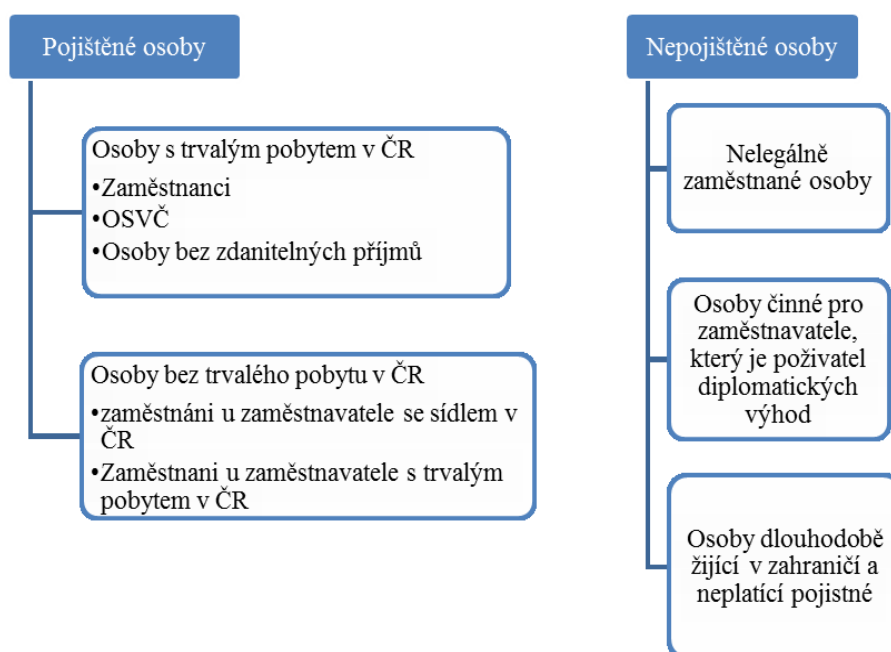 Pojištěné osoby
Osoby s trvalým pobytem v ČR
•Zaměstnanci
•OSVČ
•Osoby bez zdanitelných příjmů
Osoby bez trvalého pobytu v ČR
•zaměstnáni u zaměstnavatele se sídlem v
ČR
•Zaměstnani u zaměstnavatele s trvalým
pobytem v ČR
Nepojištěné osoby
Nelegálně
zaměstnané osoby
Osoby činné pro
zaměstnavatele,
který je poživatel
diplomatických
výhod
Osoby dlouhodobě
žijící v zahraničí a
neplatící pojistné